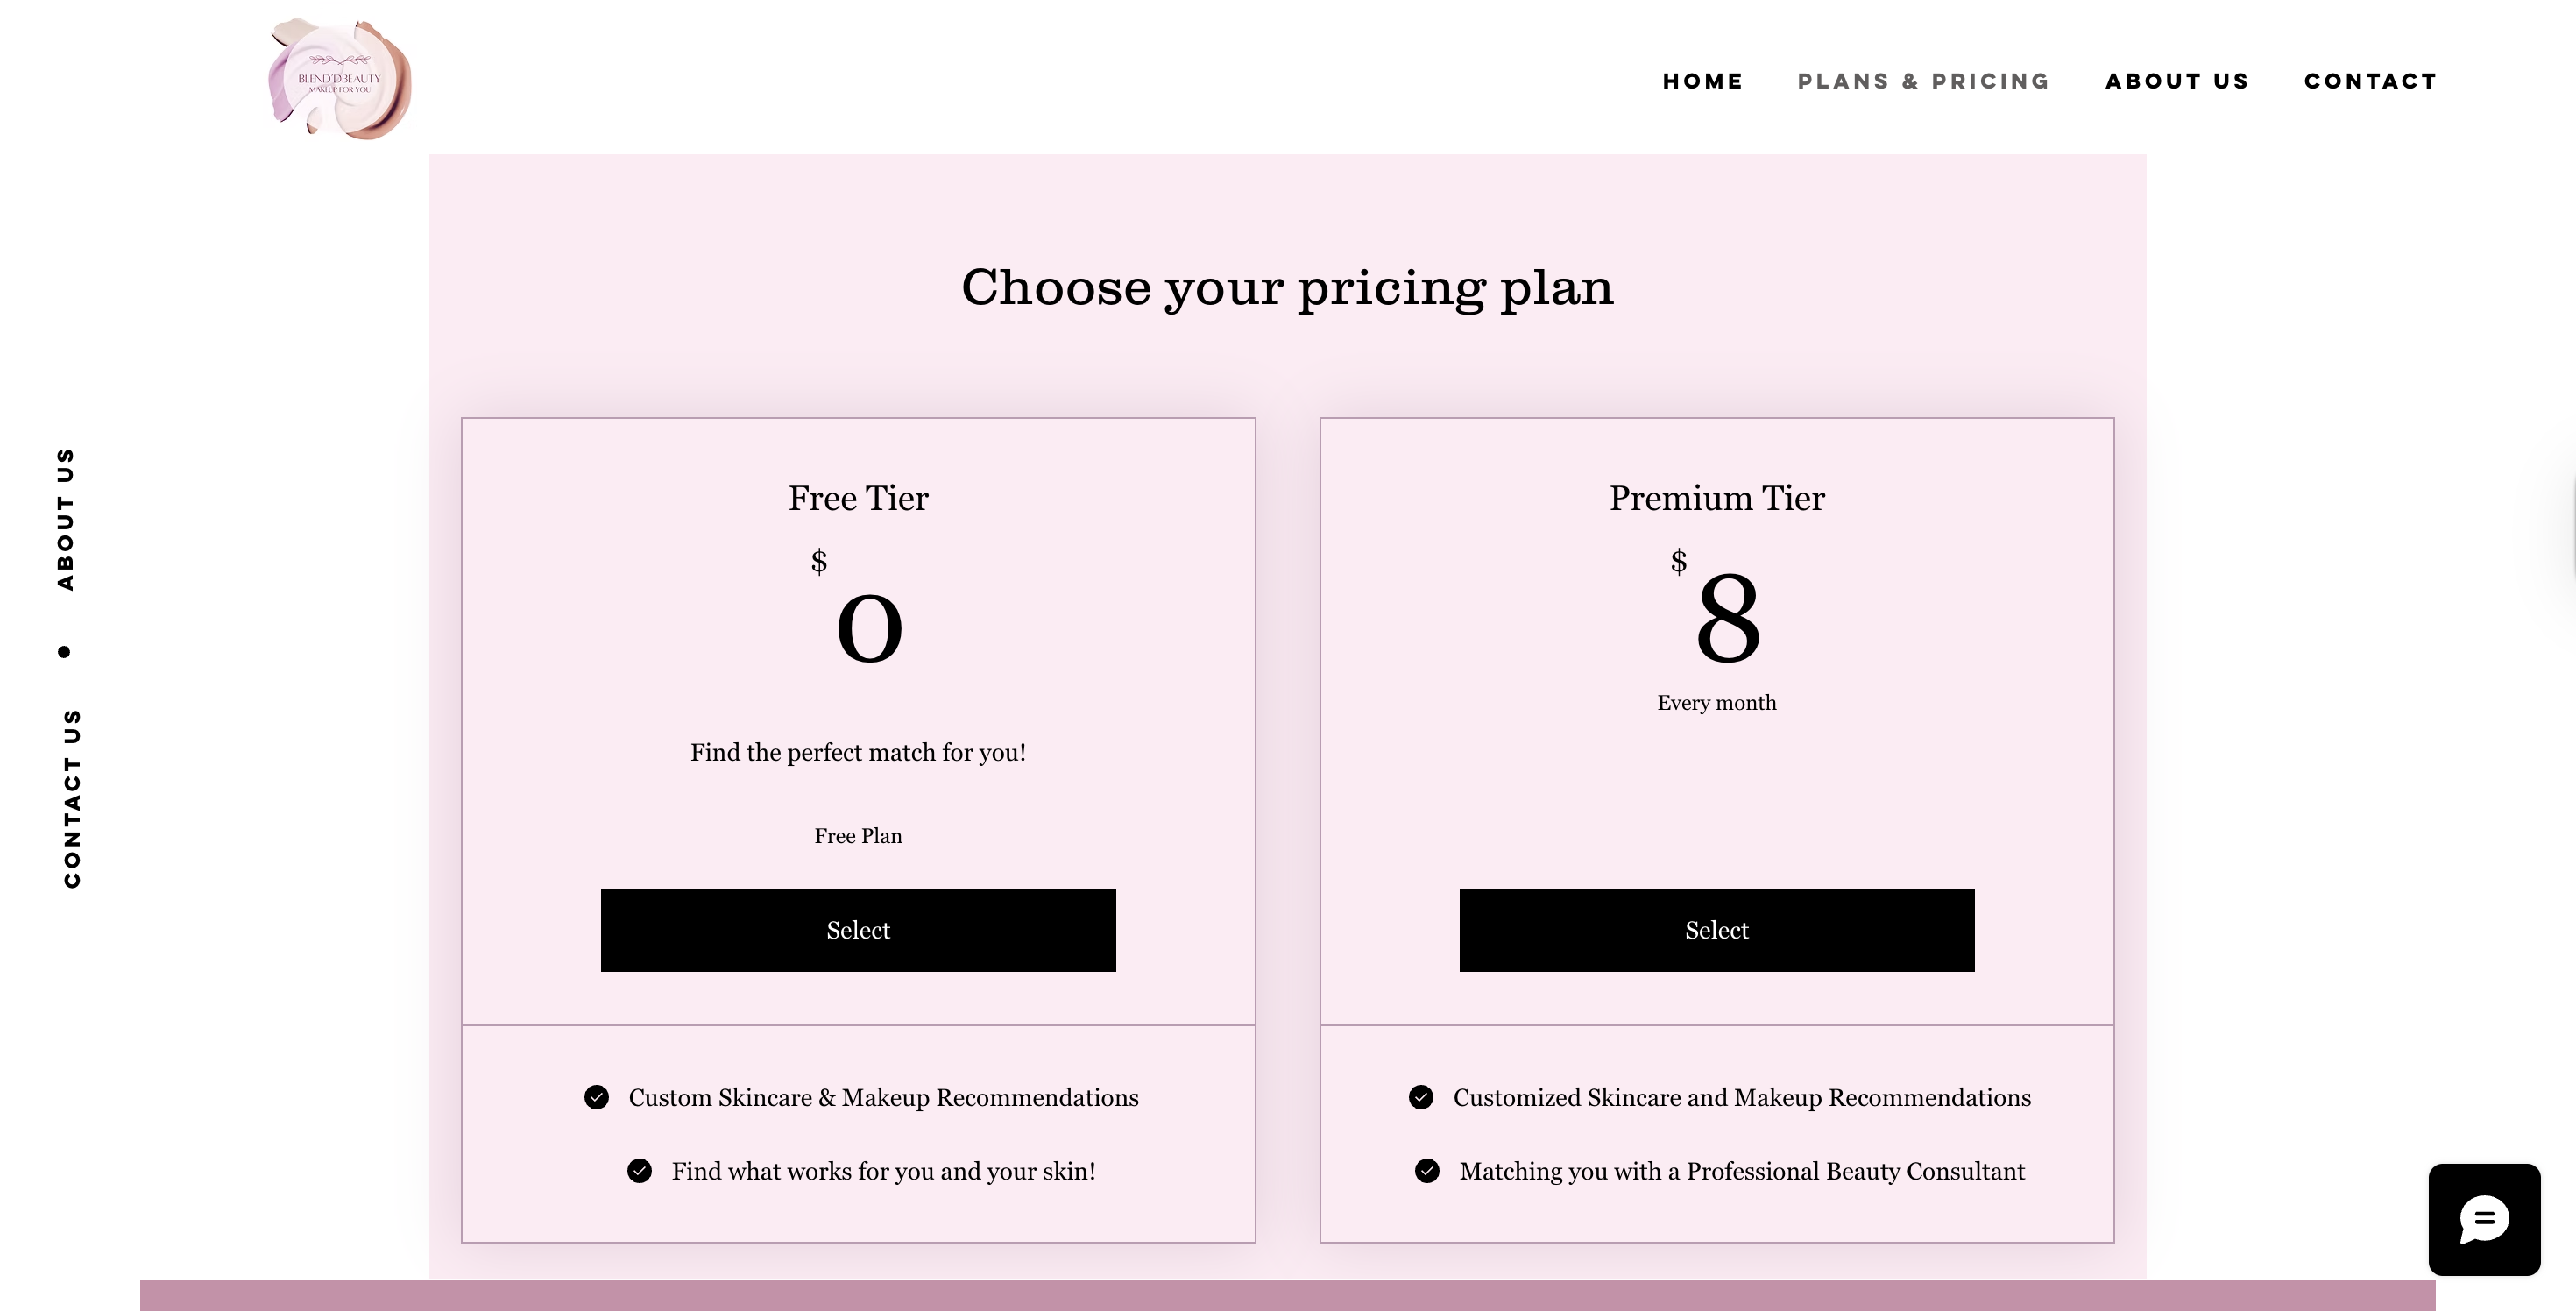 BLEND'DBEAUTY
MAKEUP FOR YOU
HOME
PLANS & PRICING
ABOUT US
CONTACT
ABOUT US
CONTACT US
Choose your pricing plan
Free Tier
$
0
Find the perfect match for you!
Free Plan
Select
Custom Skincare & Makeup Recommendations
Find what works for you and your skin!
Premium Tier
$
8
Every month
Select
Customized Skincare and Makeup Recommendations
Matching you with a Professional Beauty Consultant